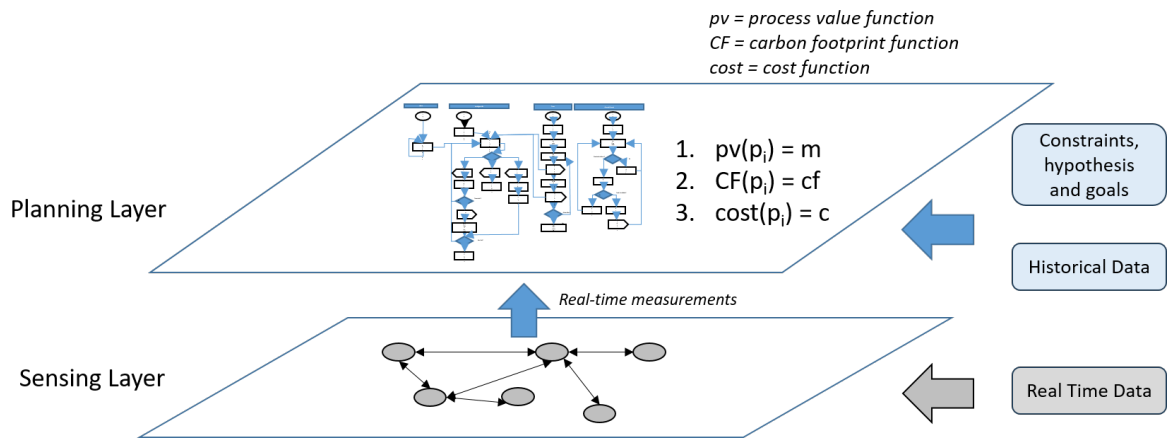 pv = process value function
CF = carbon footprint function
cost = cost function
Constraints,
hypothesis
and goals
1. pv(pi) = m
2. CF(pi) = cf
3. cost(pi) = c
Planning Layer
Historical Data
Real-time measurements
Sensing Layer
Real Time Data